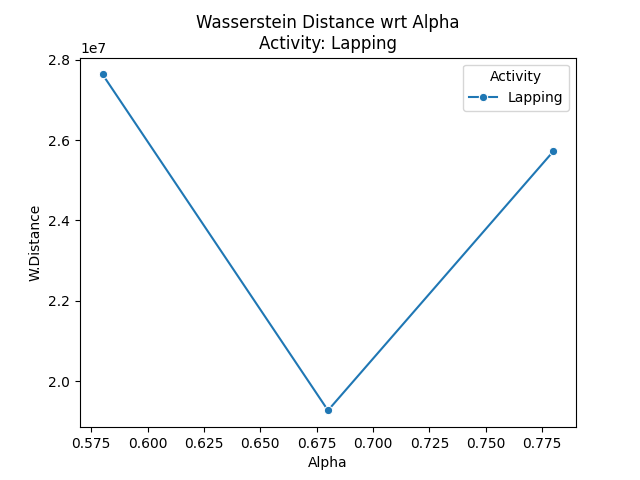 Wasserstein Distance wrt Alpha
Activity: Lapping
1e7
2.8
2.6
2.4
2.2
2.0
W.Distance
Activity
Lapping
0.575 0.600 0.625 0.650 0.675 0.700 0.725 0.750 0.775
Alpha